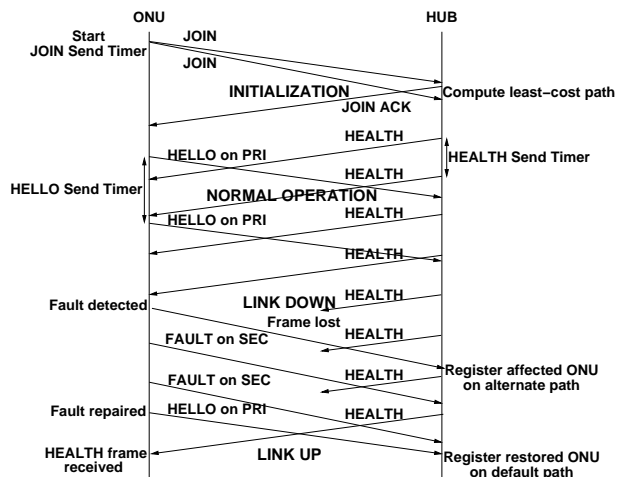 ONU
HUB
Start
JOIN Send Timer
JOIN
JOIN
INITIALIZATION
Compute least−cost path
JOIN ACK
HEALTH
HELLO on PRI
HEALTH Send Timer
HEALTH
HELLO Send Timer
NORMAL OPERATION
HEALTH
HELLO on PRI
HEALTH
HEALTH
Fault detected
LINK DOWN
Frame lost
FAULT on SEC
HEALTH
HEALTH
Register affected ONU
on alternate path
FAULT on SEC
Fault repaired
HELLO on PRI
HEALTH
HEALTH frame
received
LINK UP
Register restored ONU
on default path